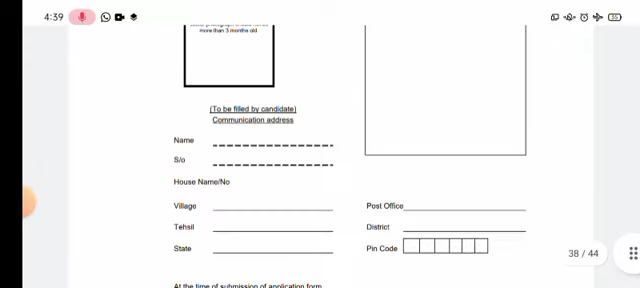 4:39
55
more than 3 months old
(To be filled by candidate)
Communication address
Name
S/o
House Name/No
Village
Post Office
Tehsil
District
State
Pin Code
38 / 44
At the time of submission of application form